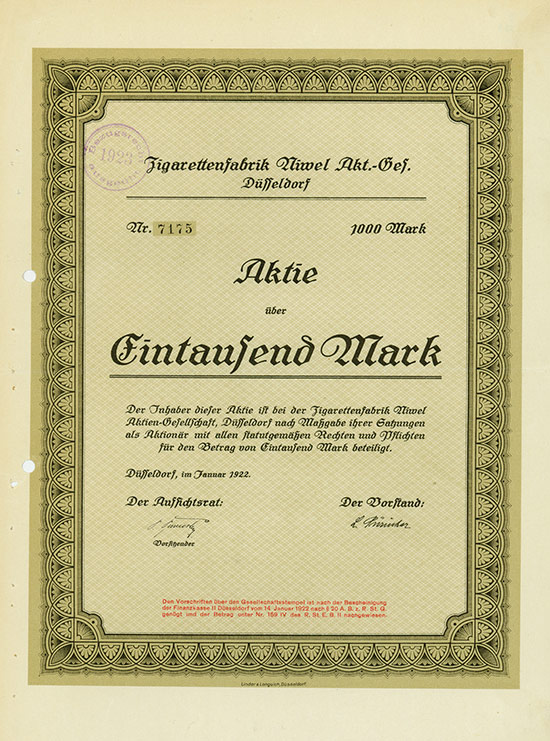 1923
Zigarettenfabrik Niwel Akt.-Ges.
Düsseldorf
Nr. 7175 1000 Mark
Aktie
über
Eintausend Mark
Der Inhaber dieser Aktie ist bei der Zigarettenfabrik Niwel
Aktien-Gesellschaft, Düsseldorf nach Maßgabe ihrer Satzungen
als Aktionär mit allen statutgemäßen Rechten und Pflichten
für den Betrag von Eintausend Mark beteiligt.
Düsseldorf, im Januar 1922.
Der Aufsichtsrat: Der Vorstand:
Vorsitzender
Den Vorschriften über den Gesellschaftsstempel ist nach der Bescheinigung
der Finanzkasse II Düsseldorf vom 14. Januar 1922 nach § 20 A. B. z. R. St. G.
genügt und der Betrag unter Nr. 159 IV des R. St. E. B. II nachgewiesen.